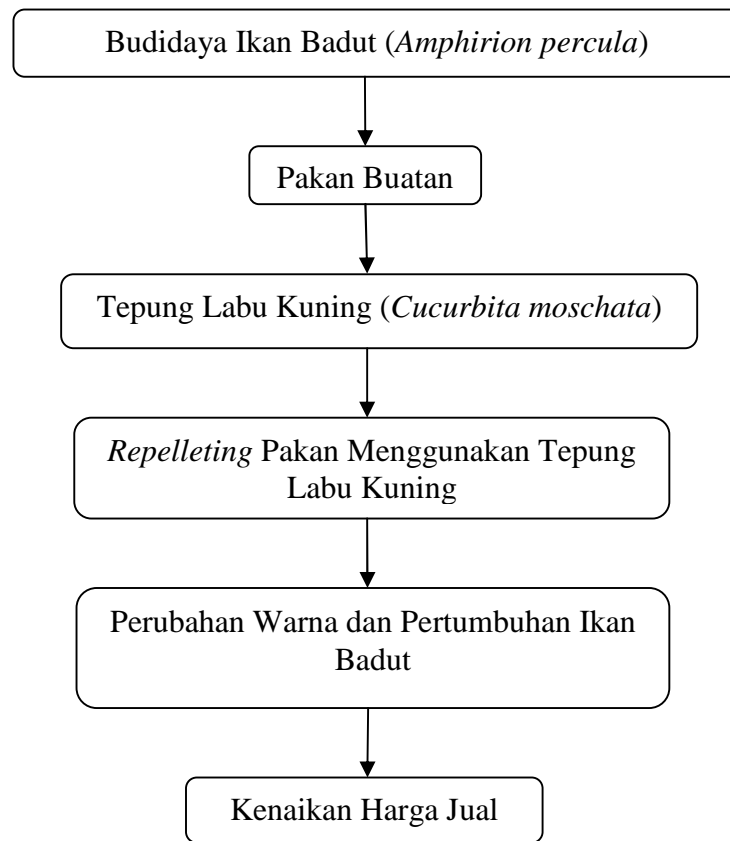 Budidaya Ikan Badut (Amphirion percula)
Pakan Buatan
Tepung Labu Kuning (Cucurbita moschata)
Repelleting Pakan Menggunakan Tepung
Labu Kuning
Perubahan Warna dan Pertumbuhan Ikan
Badut
Kenaikan Harga Jual